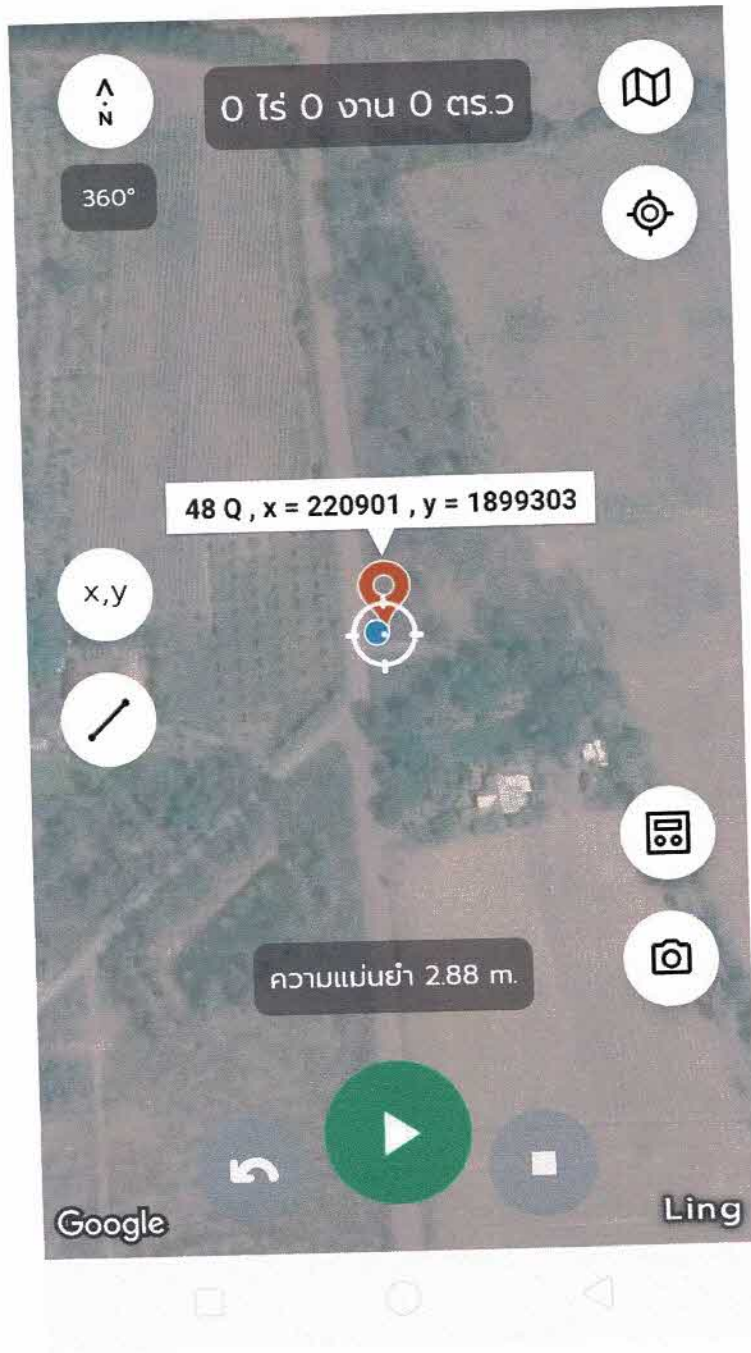 N
0 ไร่ 0 งาน 0 ตร.ว
360°
48 Q , x = 220901 , y = 1899303
x,y
ความแม่นยำ 2.88 m.
Google
Ling